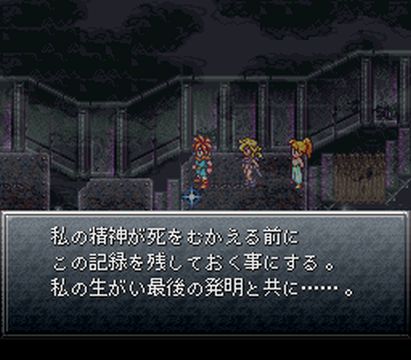 私の精神が死をむかえる前に
この記録を残しておく事にする。
私の生がい最後の発明と共に……。